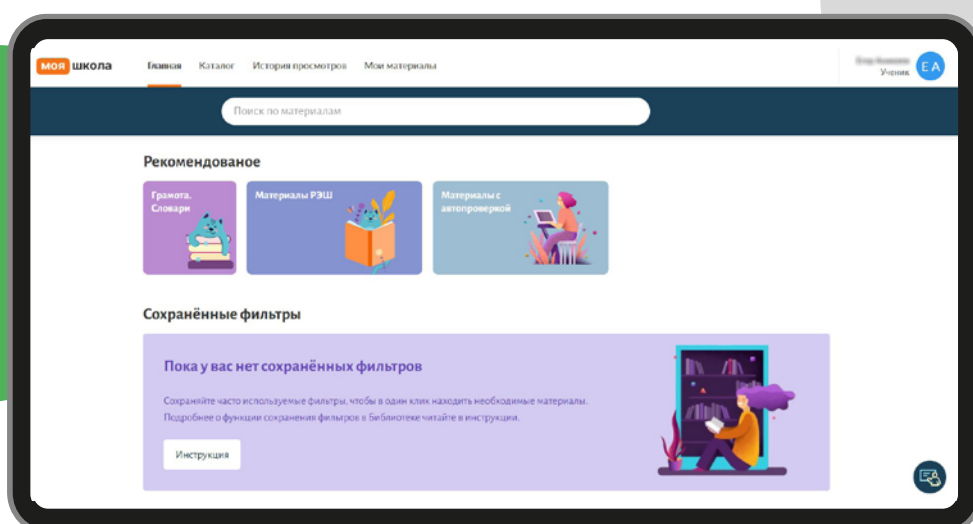 моя школа
Главная Каталог История просмотров Мои материалы
Ученик
ЕА
Поиск по материалам
Рекомендованое
Грамота.
Словари
Материалы РЭШ
Материалы с
автопроверкой
Сохранённые фильтры
Пока у вас нет сохранённых фильтров
Сохраняйте часто используемые фильтры, чтобы в один клик находить необходимые материалы.
Подробнее о функции сохранения фильтров в Библиотеке читайте в инструкции.
Инструкция